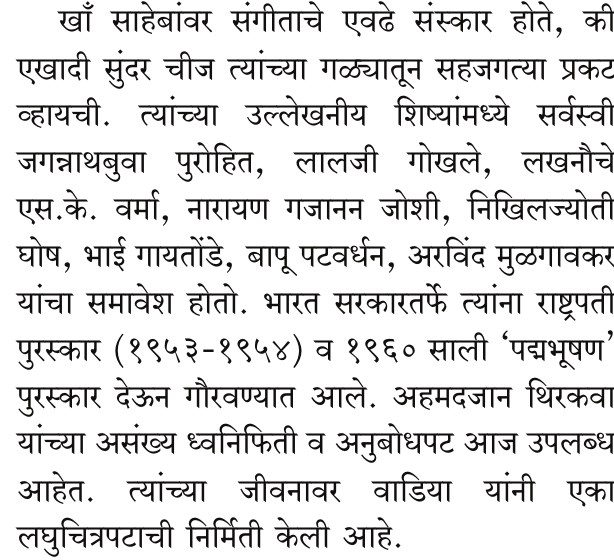 खाँ साहेबांवर संगीताचे एवढे संस्कार होते, की
एखादी सुंदर चीज त्यांच्या गळ्यातून सहजगत्या प्रकट
व्हायची. त्यांच्या उल्लेखनीय शिष्यांमध्ये सर्वस्वी
जगन्नाथबुवा पुरोहित, लालजी गोखले, लखनौचे
एस.के. वर्मा, नारायण गजानन जोशी, निखिलज्योती
घोष, भाई गायतोंडे, बापू पटवर्धन, अरविंद मुळगावकर
यांचा समावेश होतो. भारत सरकारतर्फे त्यांना राष्ट्रपती
पुरस्कार (१९५३-१९५४) व १९६० साली ‘पद्मभूषण’
पुरस्कार देऊन गौरवण्यात आले. अहमदजान थिरकवा
यांच्या असंख्य ध्वनिफिती व अनुबोधपट आज उपलब्ध
आहेत. त्यांच्या जीवनावर वाडिया यांनी एका
लघुचित्रपटाची निर्मिती केली आहे.